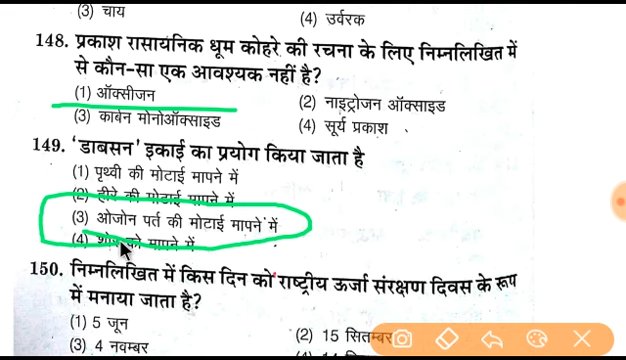 (3) चाय
(4) उर्वरक
148. प्रकाश रासायनिक धूम कोहरे की रचना के लिए निम्नलिखित में
से कौन-सा एक आवश्यक नहीं है?
(1) ऑक्सीजन
(2) नाइट्रोजन ऑक्साइड
(3) कार्बन मोनोऑक्साइड
(4) सूर्य प्रकाश
149. 'डाबसन' इकाई का प्रयोग किया जाता है
(1) पृथ्वी की मोटाई मापने में
(2) हीरे की मोटाई मापने में
(3) ओजोन पर्त की मोटाई मापने में
(4) को मापने में
150. निम्नलिखित में किस दिन को राष्ट्रीय ऊर्जा संरक्षण दिवस के रूप
में मनाया जाता है?
(1) 5 जून
(2) 15 सितम्बर
(3) 4 नवम्बर